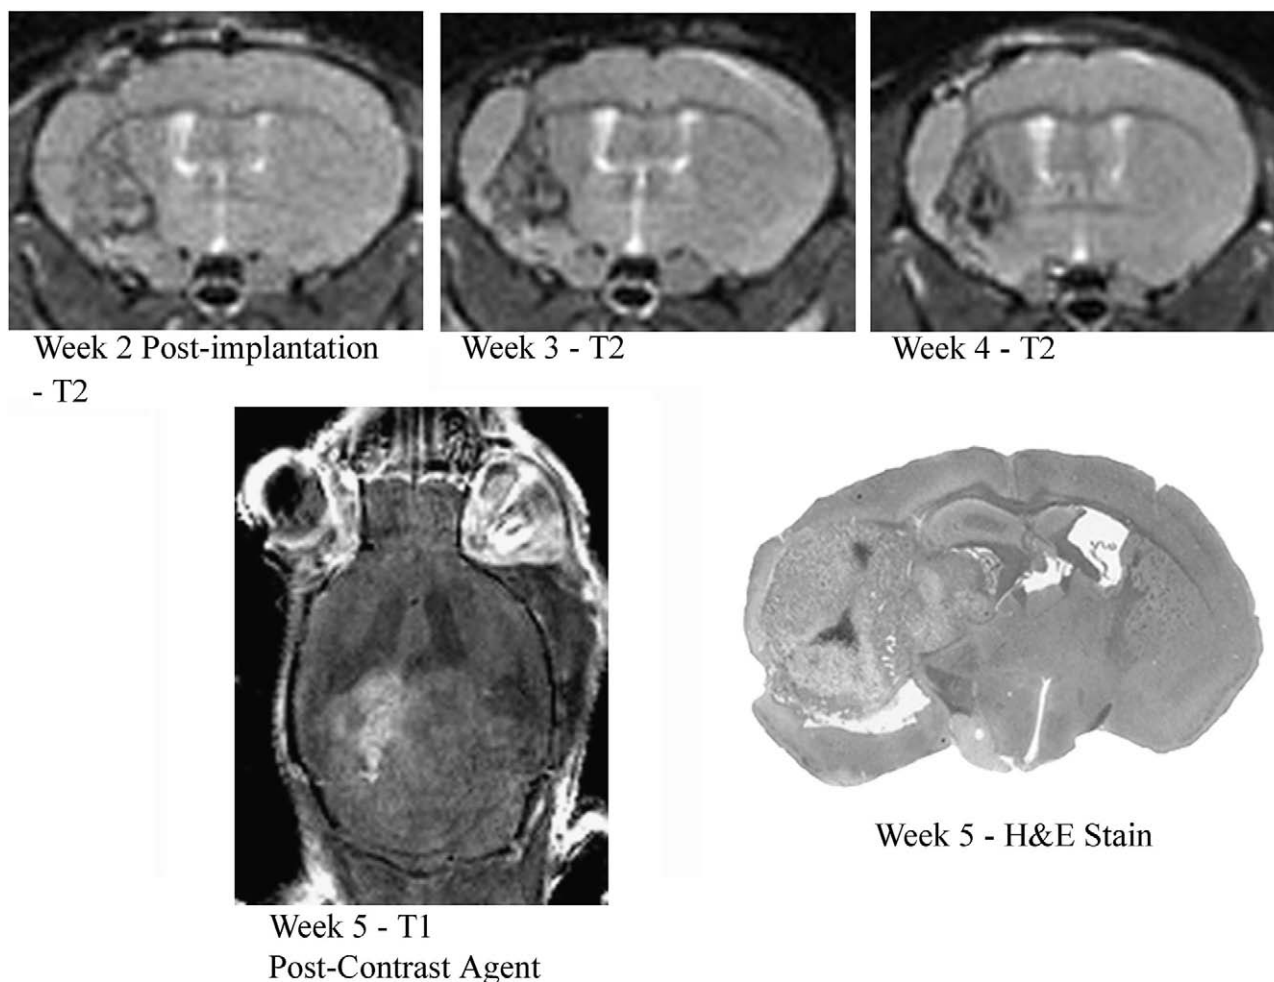 Week 2 Post-implantation
- T2
Week 3 - T2
Week 4 - T2
Week 5 - T1
Post-Contrast Agent
Week 5 - H&E Stain